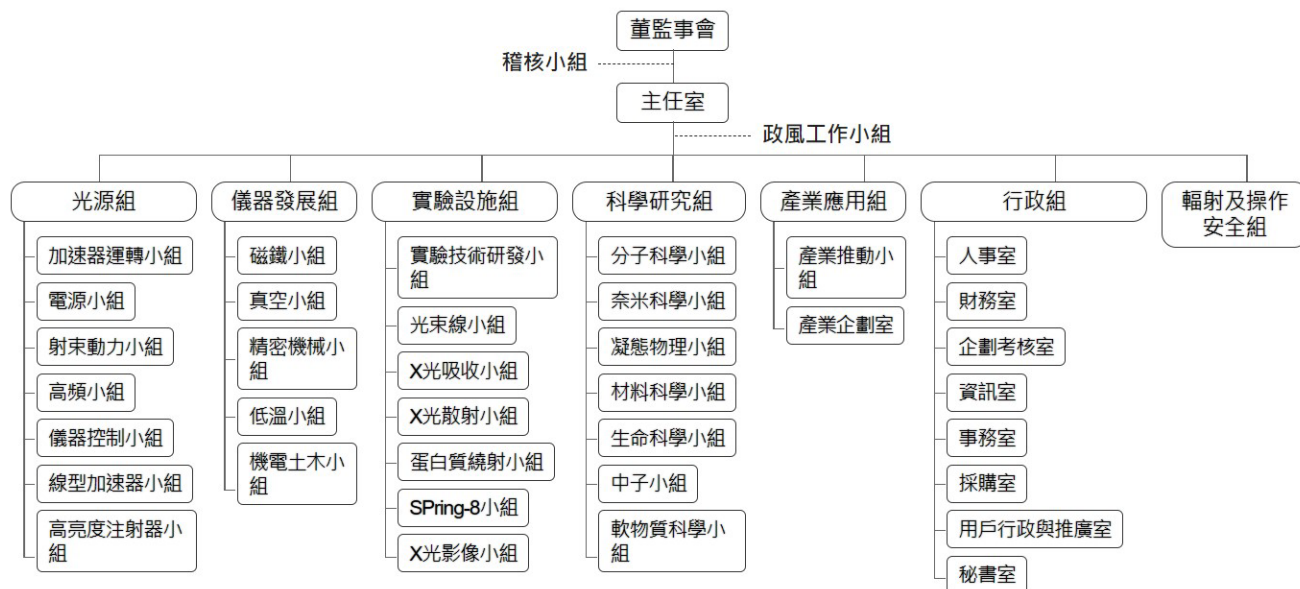 董監事會
稽核小組
主任室
政風工作小組
光源組
加速器運轉小組
電源小組
射束動力小組
高頻小組
儀器控制小組
線型加速器小組
高亮度注射器小
組
儀器發展組
磁鐵小組
真空小組
精密機械小
組
低溫小組
機電土木小
組
實驗設施組
實驗技術研發小
組
光束線小組
X光吸收小組
X光散射小組
蛋白質繞射小組
SPring-8小組
X光影像小組
科學研究組
分子科學小組
奈米科學小組
凝態物理小組
材料科學小組
生命科學小組
中子小組
軟物質科學小
組
產業應用組
產業推動小
組
產業企劃室
行政組
人事室
財務室
企劃考核室
資訊室
事務室
採購室
用戶行政與推廣室
秘書室
輻射及操作
安全組